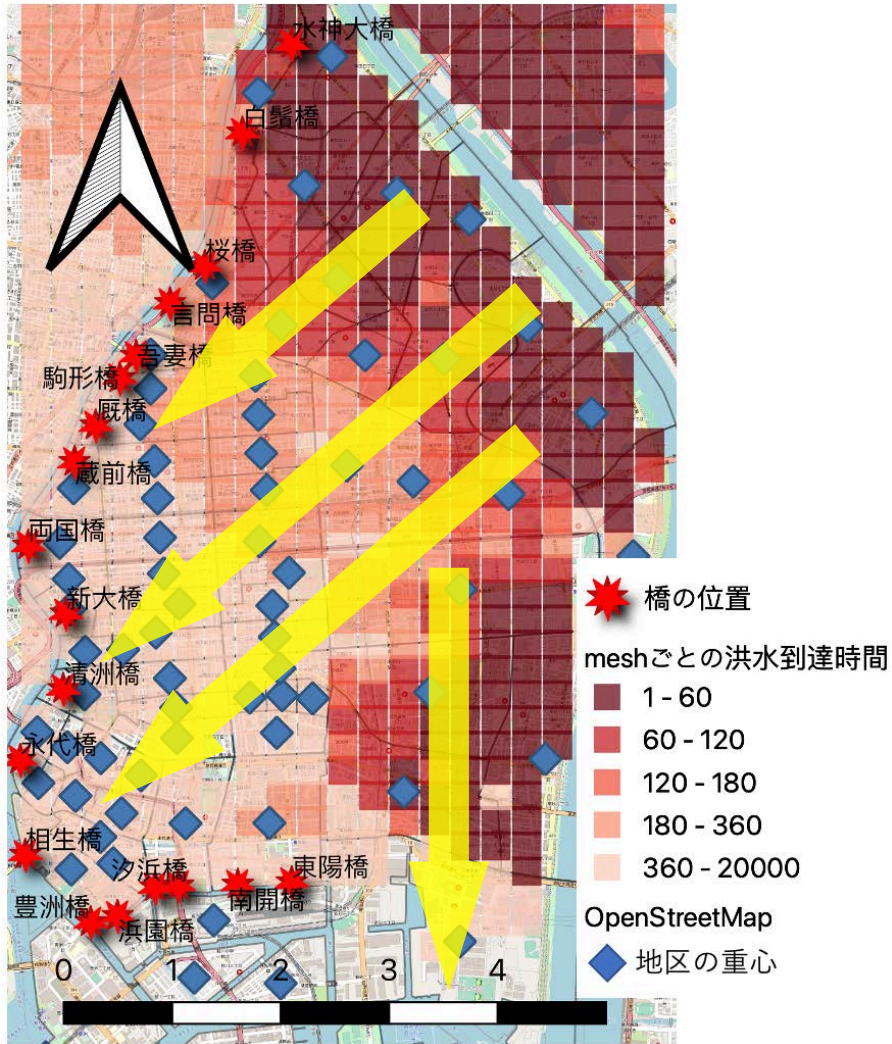 水神大橋
白鬚橋
桜橋
言問橋
吾妻橋
駒形橋
厩橋
蔵前橋
両国橋
新大橋
清洲橋
永代橋
相生橋
汐浜橋
東陽橋
南開橋
豊洲橋
浜園橋
0 1 2 3 4
橋の位置
meshごとの洪水到達時間
1 - 60
60 - 120
120 - 180
180 - 360
360 - 20000
OpenStreetMap
地区の重心